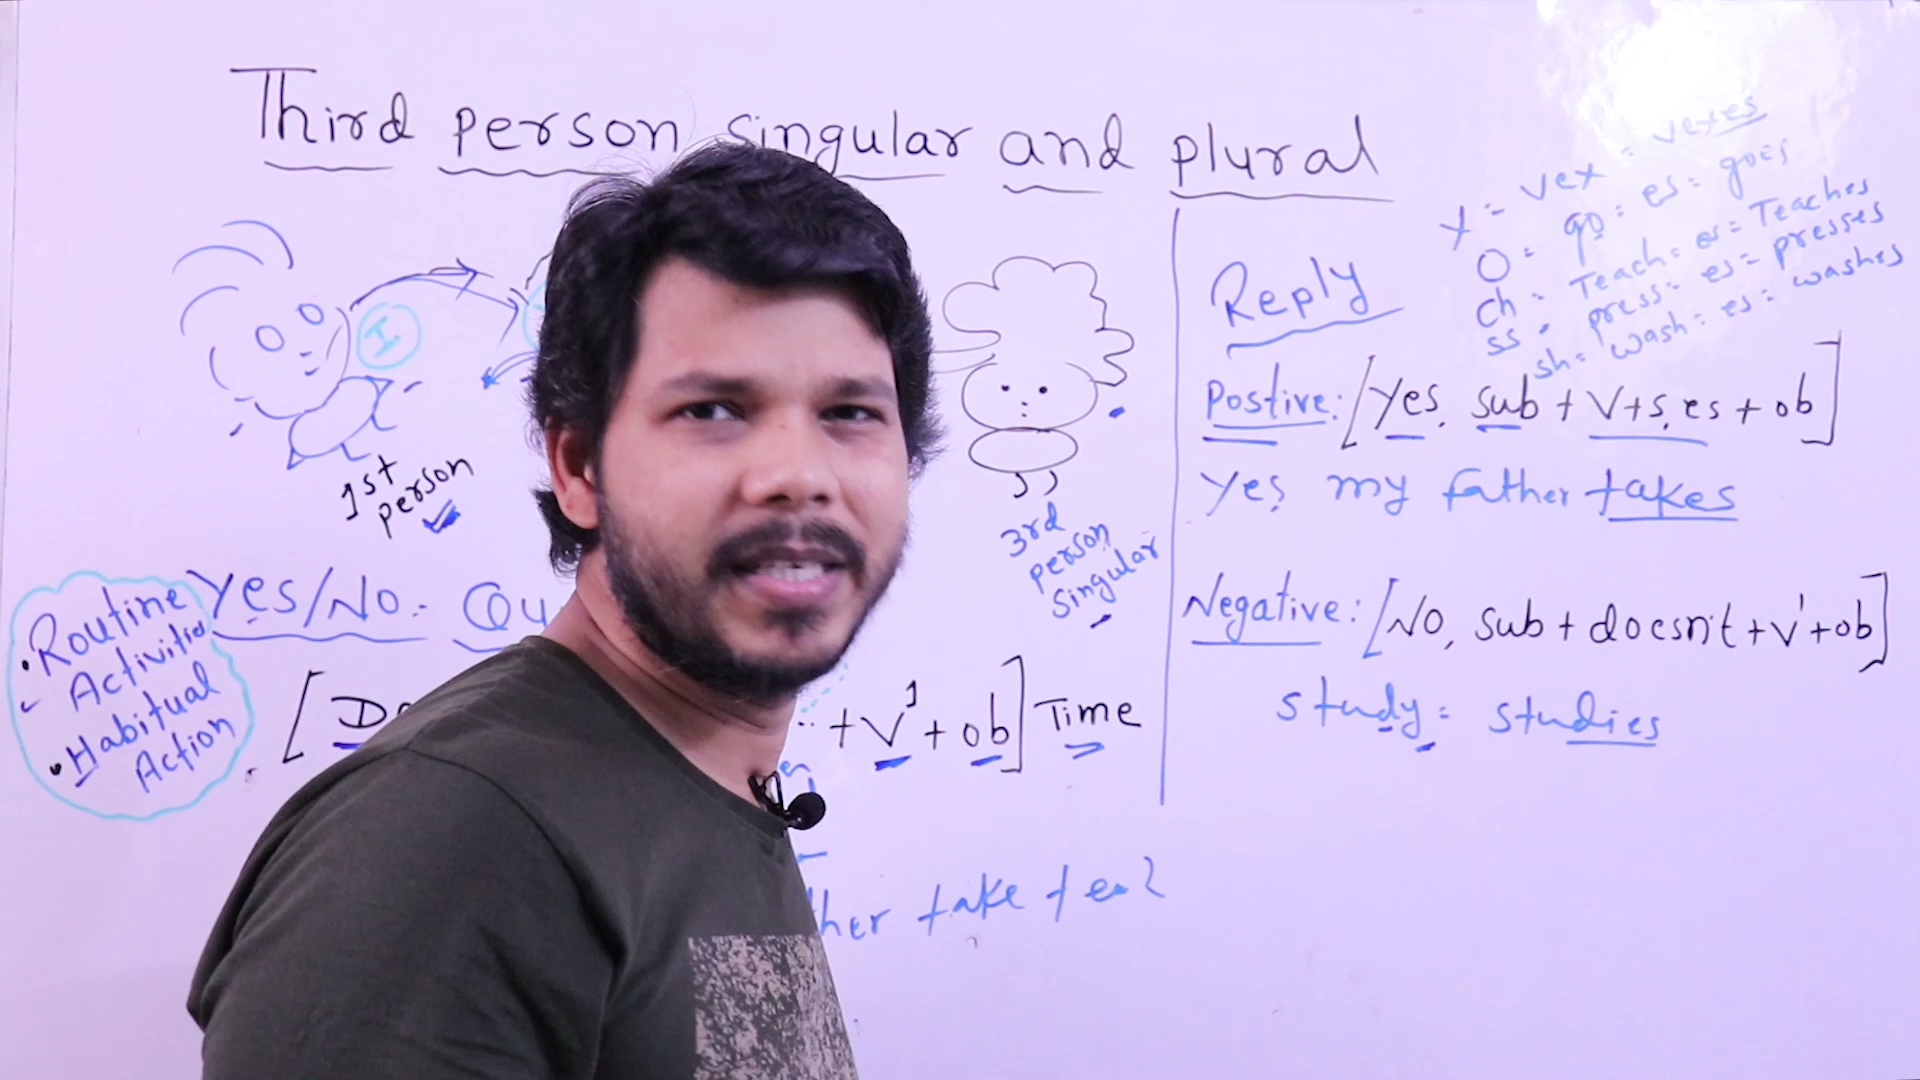 Third person singular and plural
I
1st person
3rd person singular
Yes/No:- Qu
• Routine Activities
• Habitual Action
+ V¹ + ob] Time
ther take tea?
x = vex = vexes
O = go = es = goes
ch = Teach = es = Teaches
ss = press = es = presses
sh = wash = es = washes
Reply
Postive: [Yes, sub + V+s, es + ob]
Yes, my father takes
Negative: [No, sub + doesn't + V¹ + ob]
study = studies